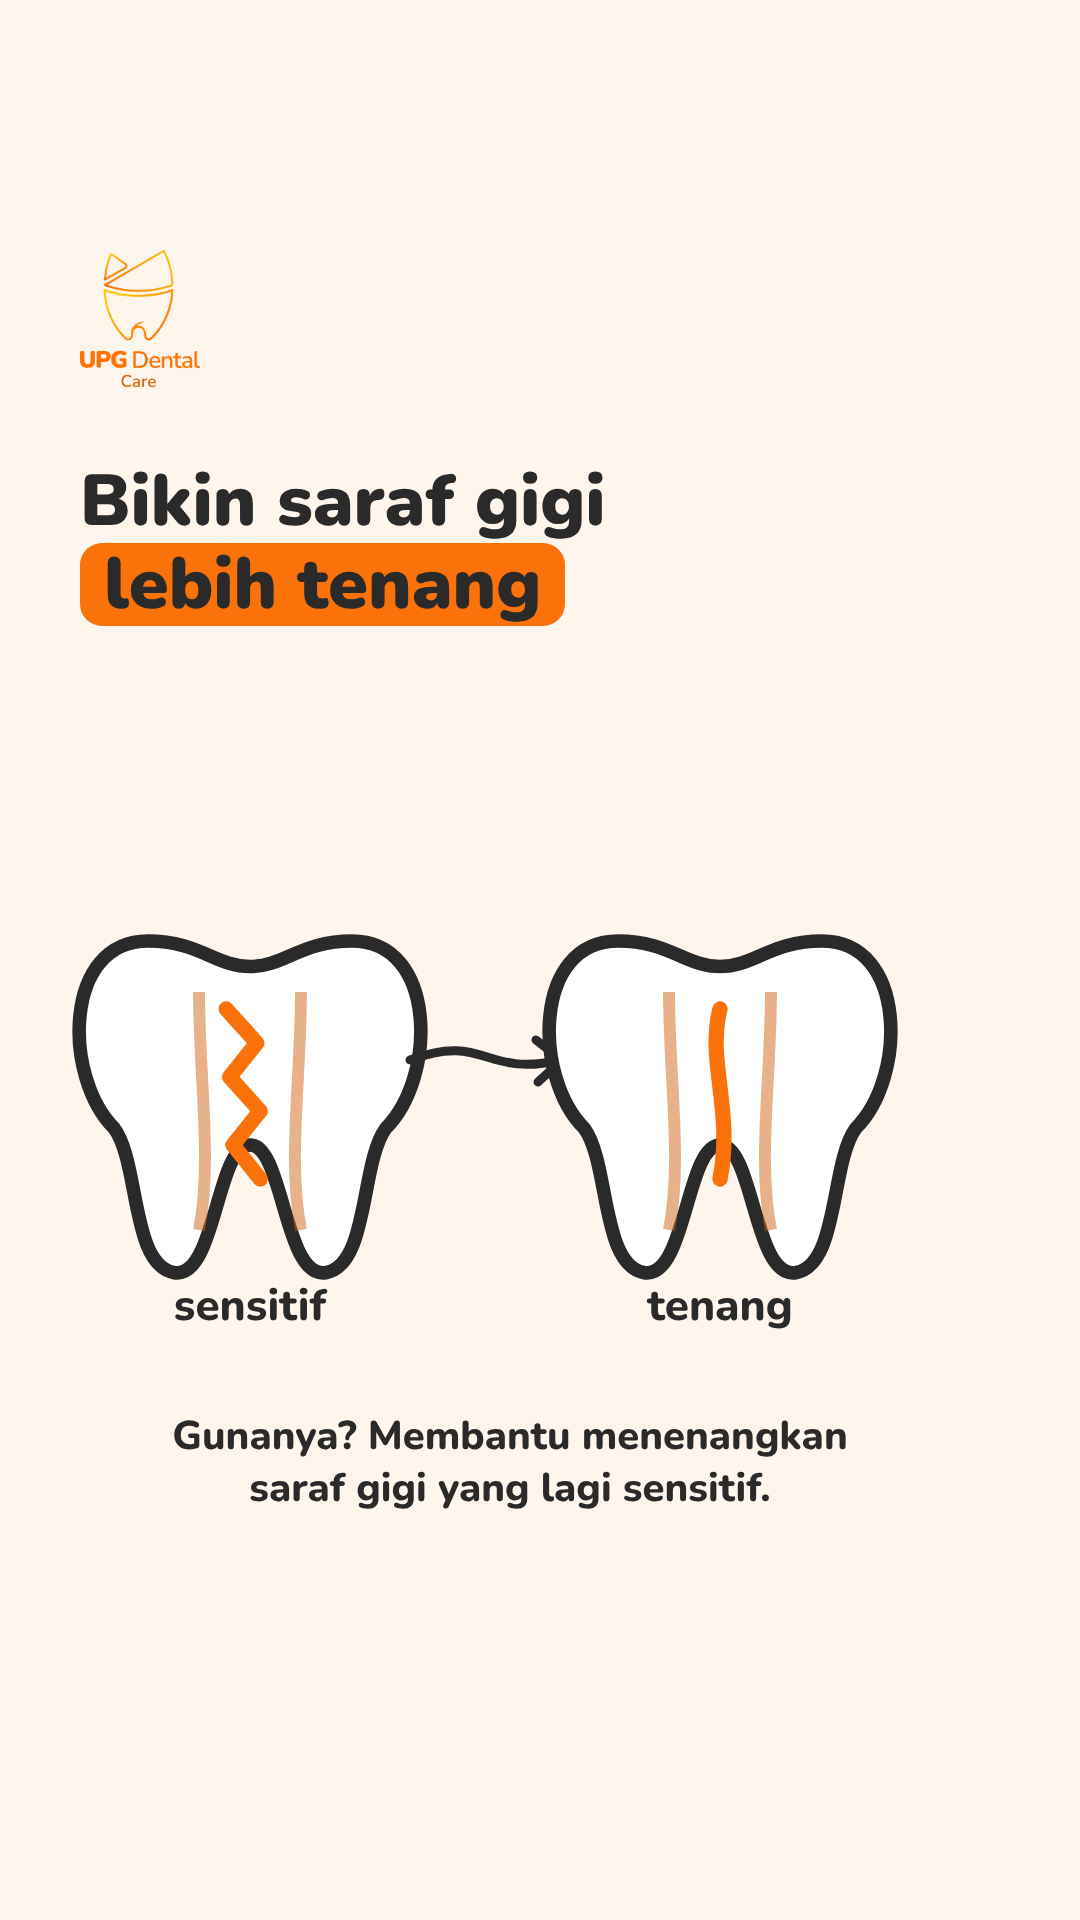 UPG Dental
Care
Bikin saraf gigi
lebih tenang
sensitif
tenang
Gunanya? Membantu menenangkan
saraf gigi yang lagi sensitif.